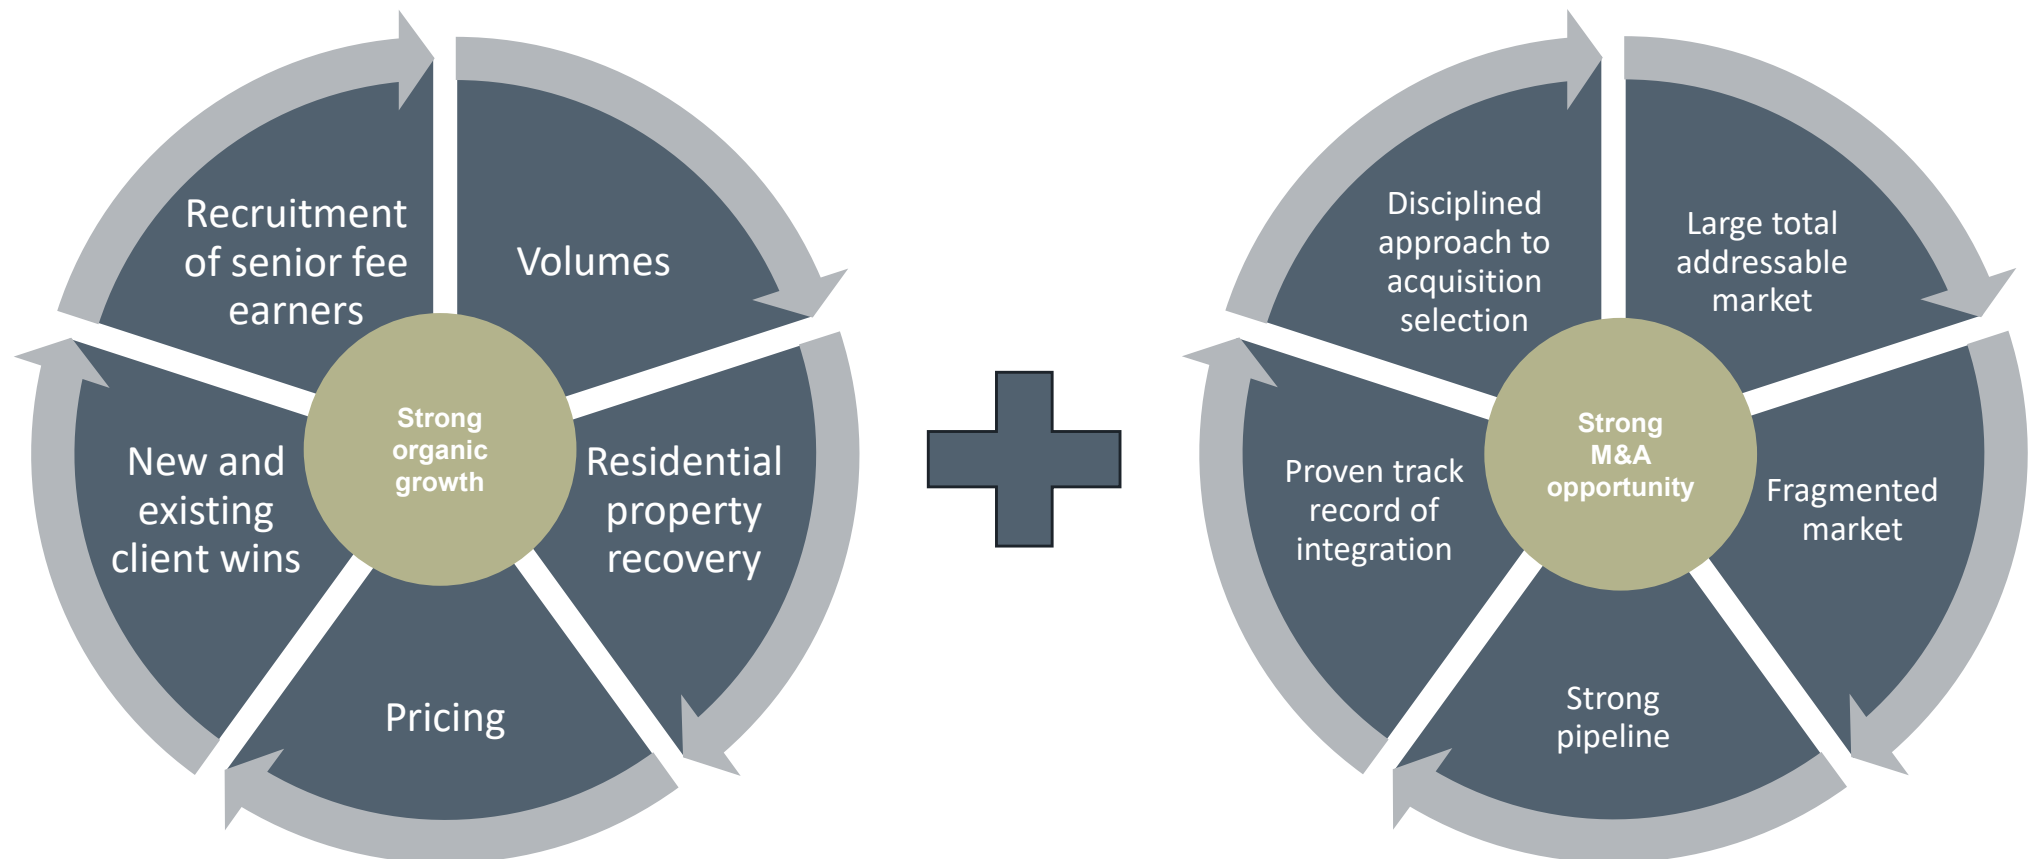 Recruitment
of senior fee
earners
Volumes
Strong
organic
growth
New and
existing
client wins
Residential
property
recovery
Pricing
Disciplined
approach to
acquisition
selection
Large total
addressable
market
Strong
M&A
opportunity
Proven track
record of
integration
Fragmented
market
Strong
pipeline